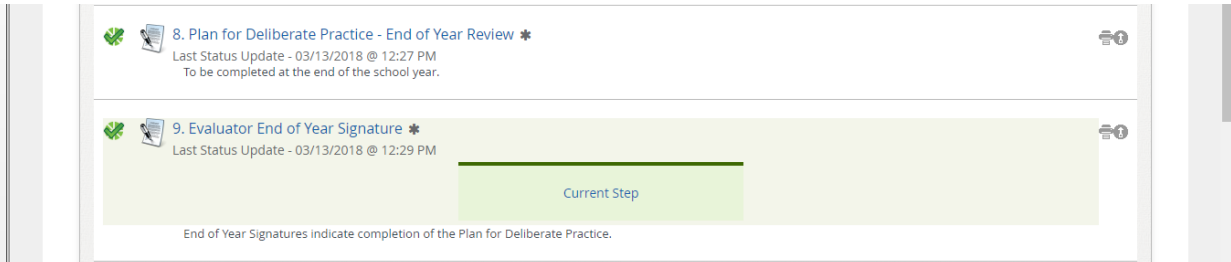 8. Plan for Deliberate Practice - End of Year Review ✱
Last Status Update - 03/13/2018 @ 12:27 PM
To be completed at the end of the school year.
9. Evaluator End of Year Signature ✱
Last Status Update - 03/13/2018 @ 12:29 PM
Current Step
End of Year Signatures indicate completion of the Plan for Deliberate Practice.